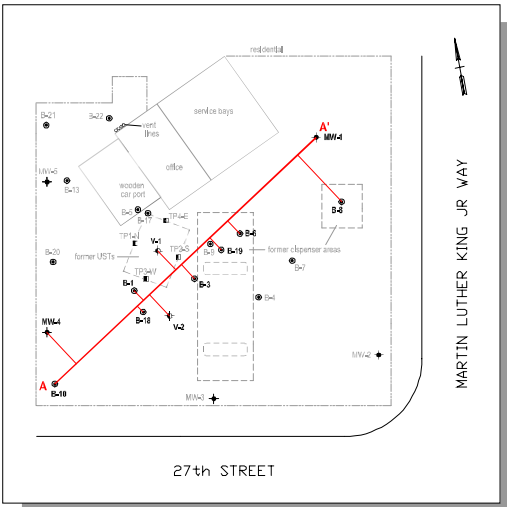 residential
B-21
B-22
vent
lines
service bays
A'
MW-1
office
MW-5
B-13
wooden
car port
B-8
B-5
B-17
TP4-E
TP1-N
V-1
B-6
B-9
B-19
former dispenser areas
former USTs
TP2-S
B-20
B-7
TP3-W
B-1
B-3
B-4
B-18
V-2
MW-4
MW-2
A
B-10
MW-3
27th STREET
MARTIN LUTHER KING JR WAY